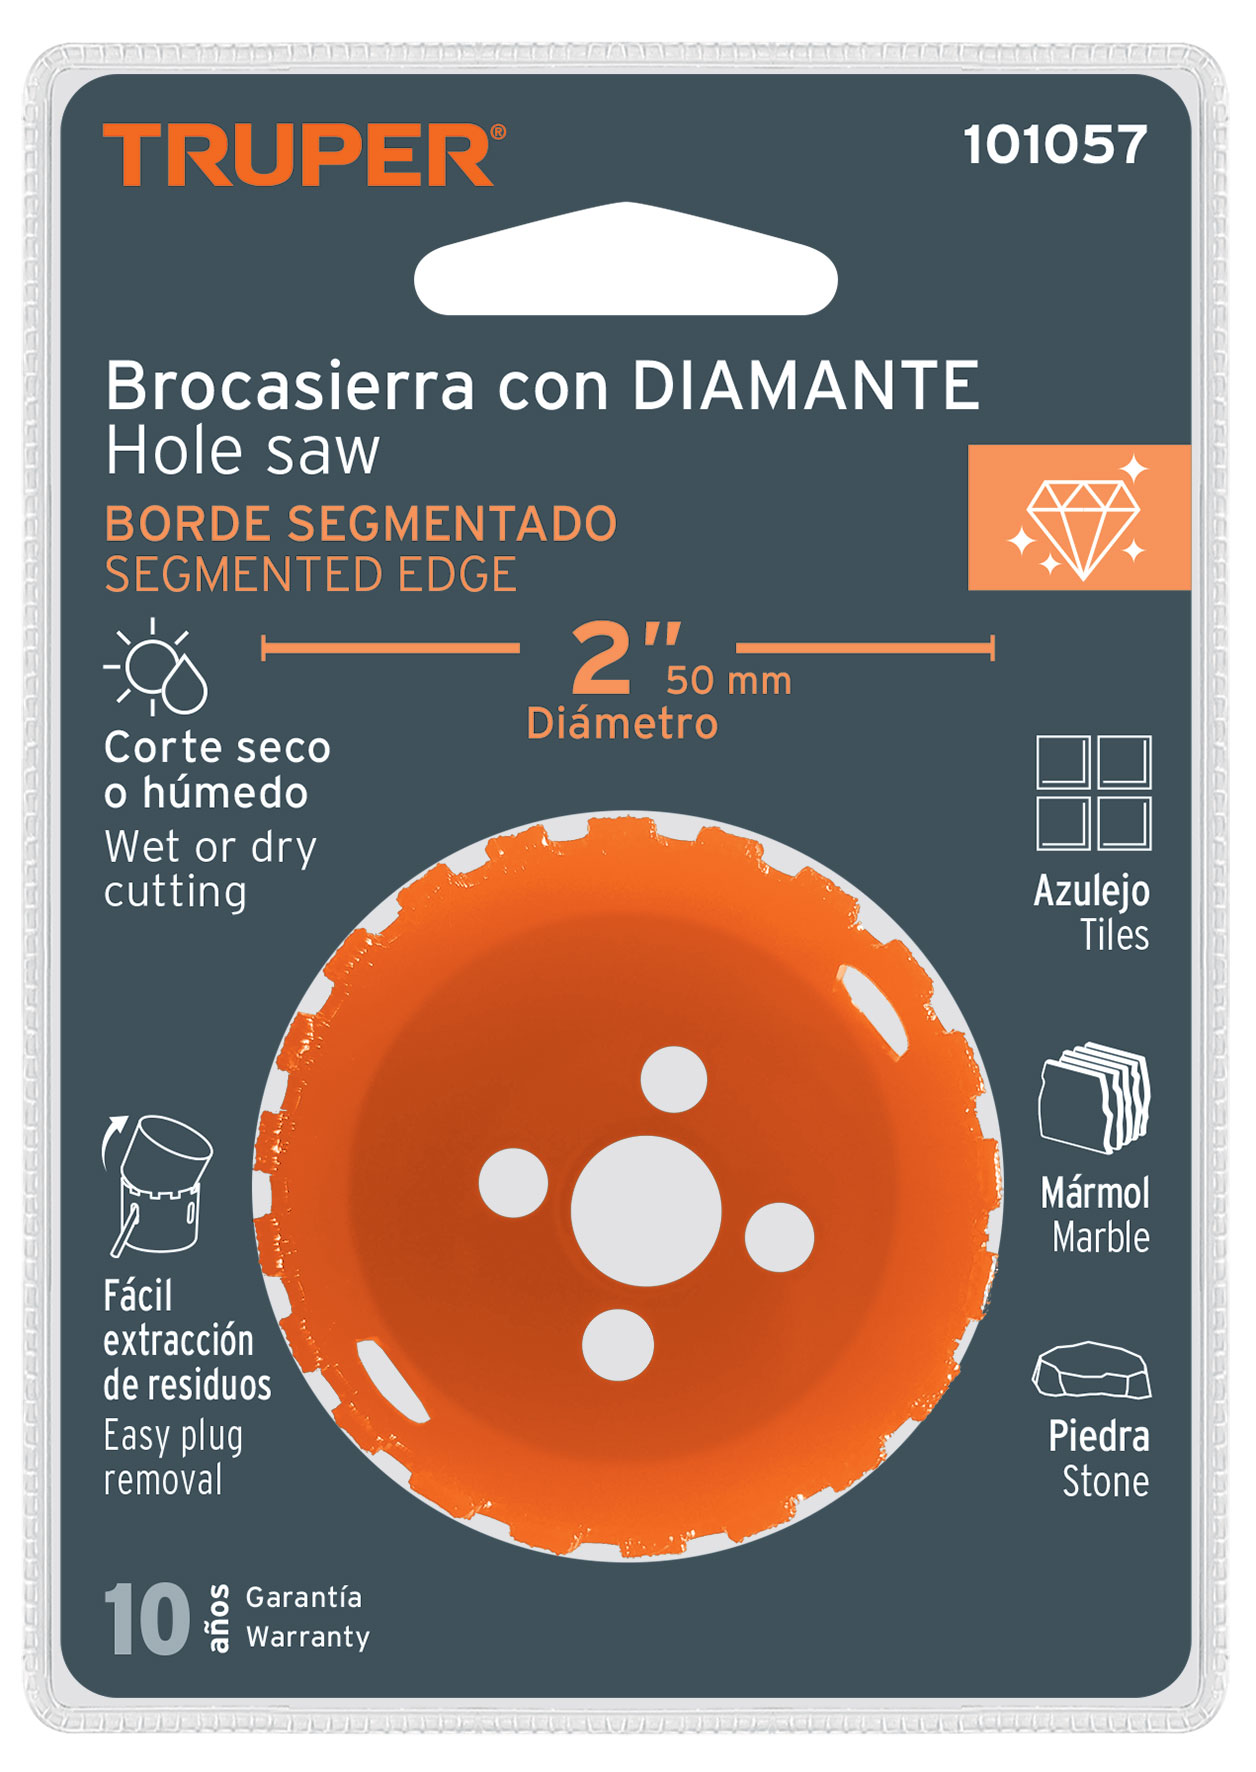 TRUPER®
101057
Brocasierra con DIAMANTE
Hole saw
BORDE SEGMENTADO
SEGMENTED EDGE
2" 50 mm
Diámetro
Corte seco
o húmedo
Wet or dry
cutting
Azulejo
Tiles
Mármol
Marble
Fácil
extracción
de residuos
Easy plug
removal
Piedra
Stone
10 años
Garantía
Warranty